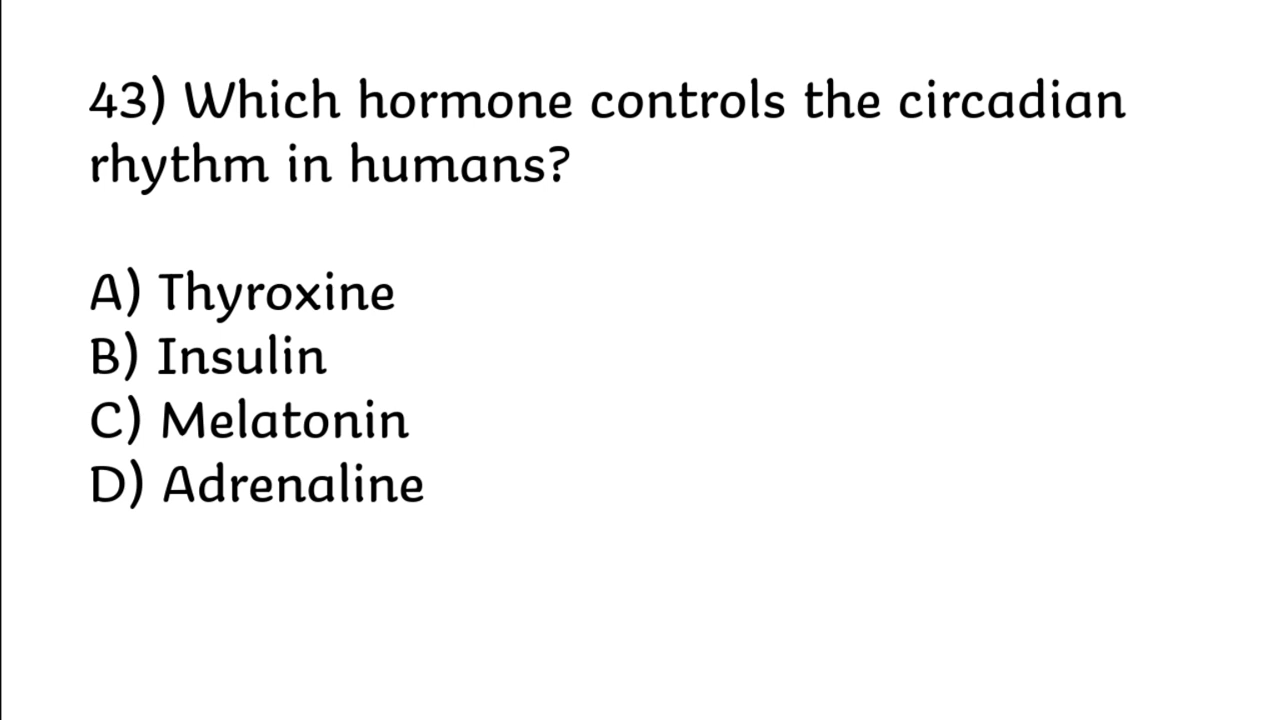 43) Which hormone controls the circadian
rhythm in humans?
A) Thyroxine
B) Insulin
C) Melatonin
D) Adrenaline